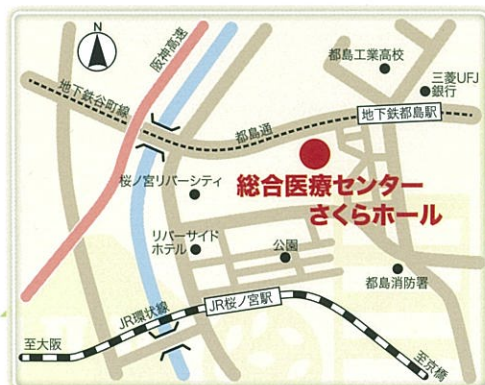 N
阪神高速
都島工業高校
三菱UFJ
銀行
地下鉄谷町線
地下鉄都島駅
都島通
桜ノ宮リバーシティ
総合医療センター
さくらホール
リバーサイド
ホテル
公園
都島消防署
JR環状線
JR桜ノ宮駅
至大阪
至京橋